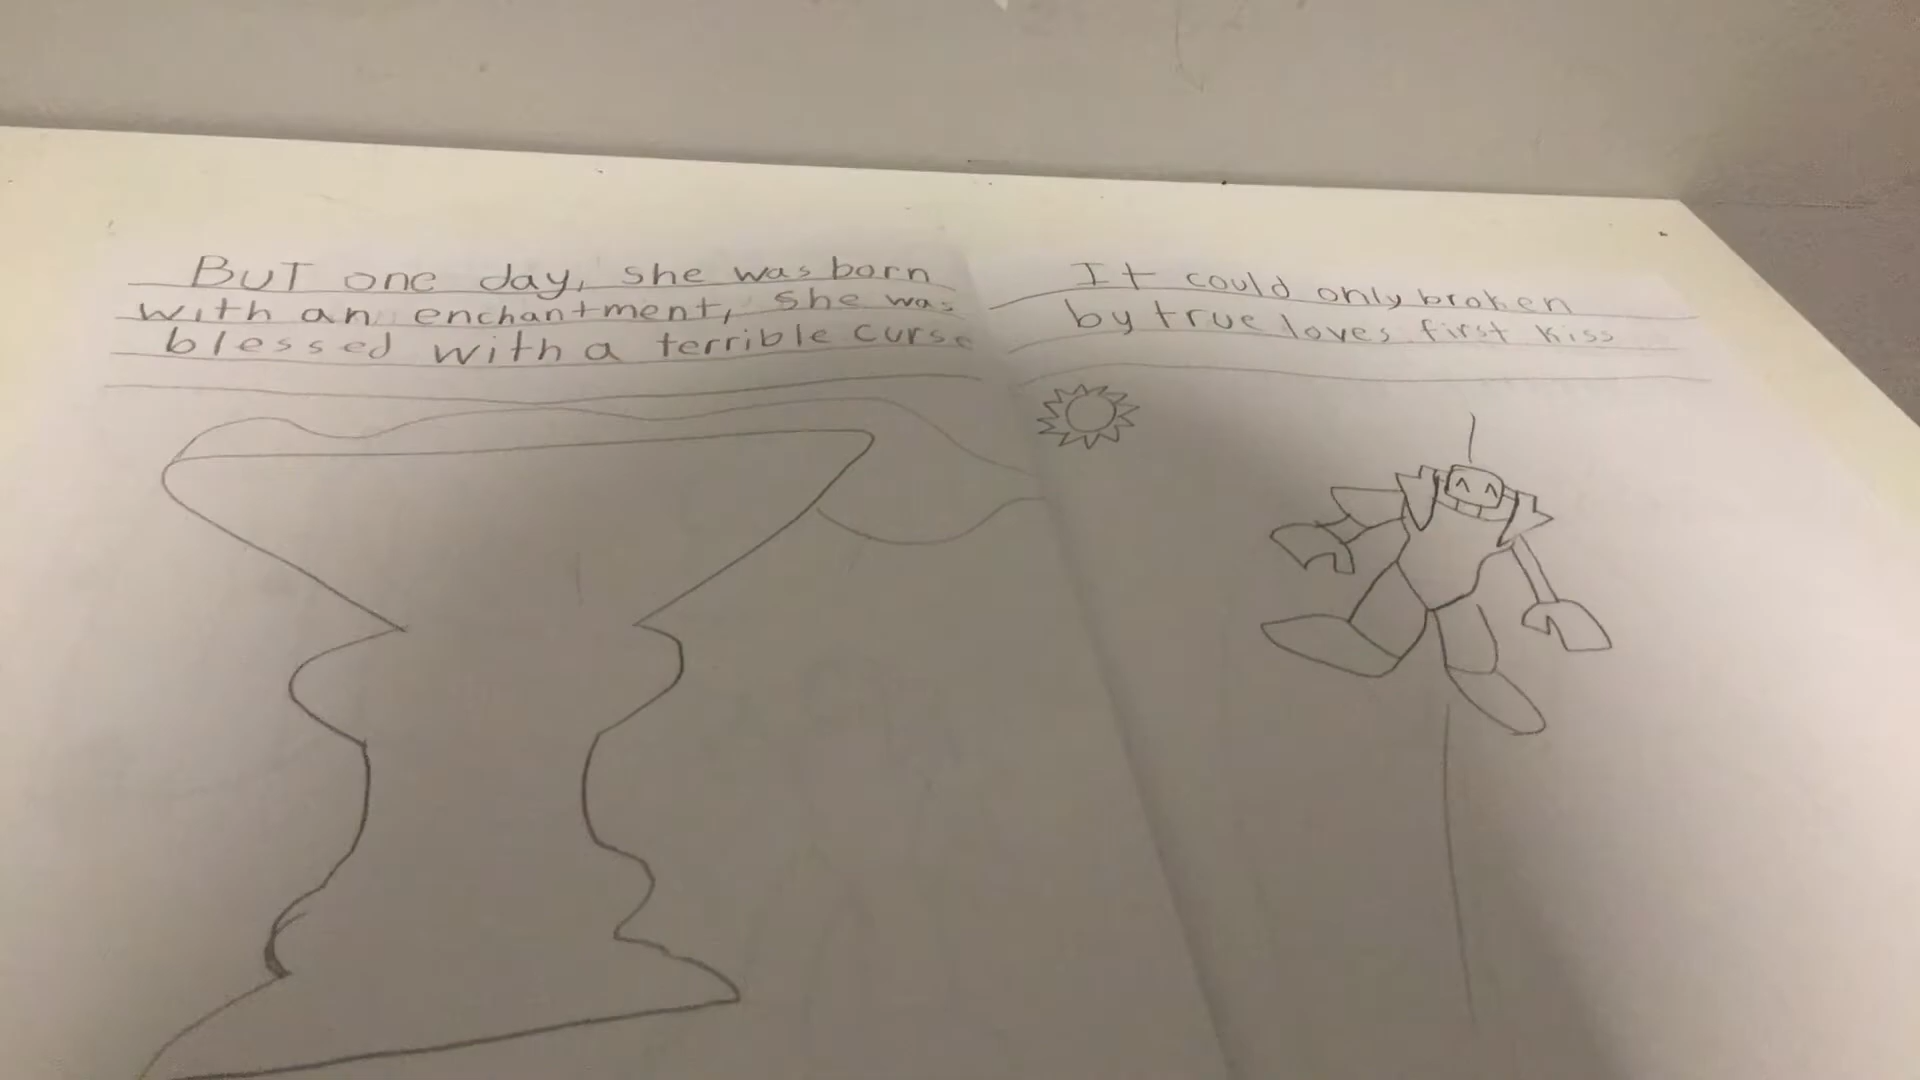 BuT one day, she was born
with an enchantment, she was
blessed with a terrible curse
It could only broken
by true loves first kiss